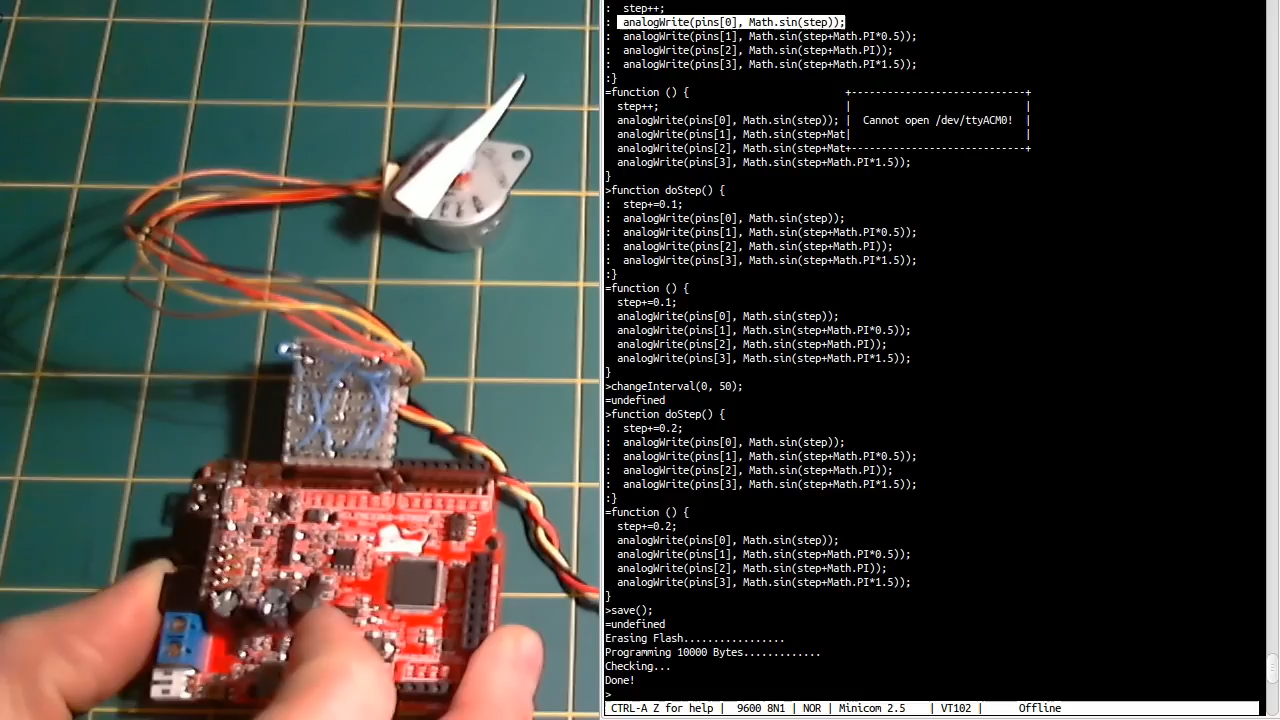 :  step++;
:  analogWrite(pins[0], Math.sin(step));
:  analogWrite(pins[1], Math.sin(step+Math.PI*0.5));
:  analogWrite(pins[2], Math.sin(step+Math.PI));
:  analogWrite(pins[3], Math.sin(step+Math.PI*1.5));
:}
=function () {
  step++;
  analogWrite(pins[0], Math.sin(step));
Cannot open /dev/ttyACM0!
  analogWrite(pins[1], Math.sin(step+Mat
  analogWrite(pins[2], Math.sin(step+Mat
  analogWrite(pins[3], Math.sin(step+Math.PI*1.5));
}
>function doStep() {
:  step+=0.1;
:  analogWrite(pins[0], Math.sin(step));
:  analogWrite(pins[1], Math.sin(step+Math.PI*0.5));
:  analogWrite(pins[2], Math.sin(step+Math.PI));
:  analogWrite(pins[3], Math.sin(step+Math.PI*1.5));
:}
=function () {
  step+=0.1;
  analogWrite(pins[0], Math.sin(step));
  analogWrite(pins[1], Math.sin(step+Math.PI*0.5));
  analogWrite(pins[2], Math.sin(step+Math.PI));
  analogWrite(pins[3], Math.sin(step+Math.PI*1.5));
}
>changeInterval(0, 50);
=undefined
>function doStep() {
:  step+=0.2;
:  analogWrite(pins[0], Math.sin(step));
:  analogWrite(pins[1], Math.sin(step+Math.PI*0.5));
:  analogWrite(pins[2], Math.sin(step+Math.PI));
:  analogWrite(pins[3], Math.sin(step+Math.PI*1.5));
:}
=function () {
  step+=0.2;
  analogWrite(pins[0], Math.sin(step));
  analogWrite(pins[1], Math.sin(step+Math.PI*0.5));
  analogWrite(pins[2], Math.sin(step+Math.PI));
  analogWrite(pins[3], Math.sin(step+Math.PI*1.5));
}
>save();
=undefined
Erasing Flash.................
Programming 10000 Bytes.............
Checking...
Done!
>
CTRL-A Z for help |  9600 8N1 | NOR | Minicom 2.5    | VT102 |      Offline